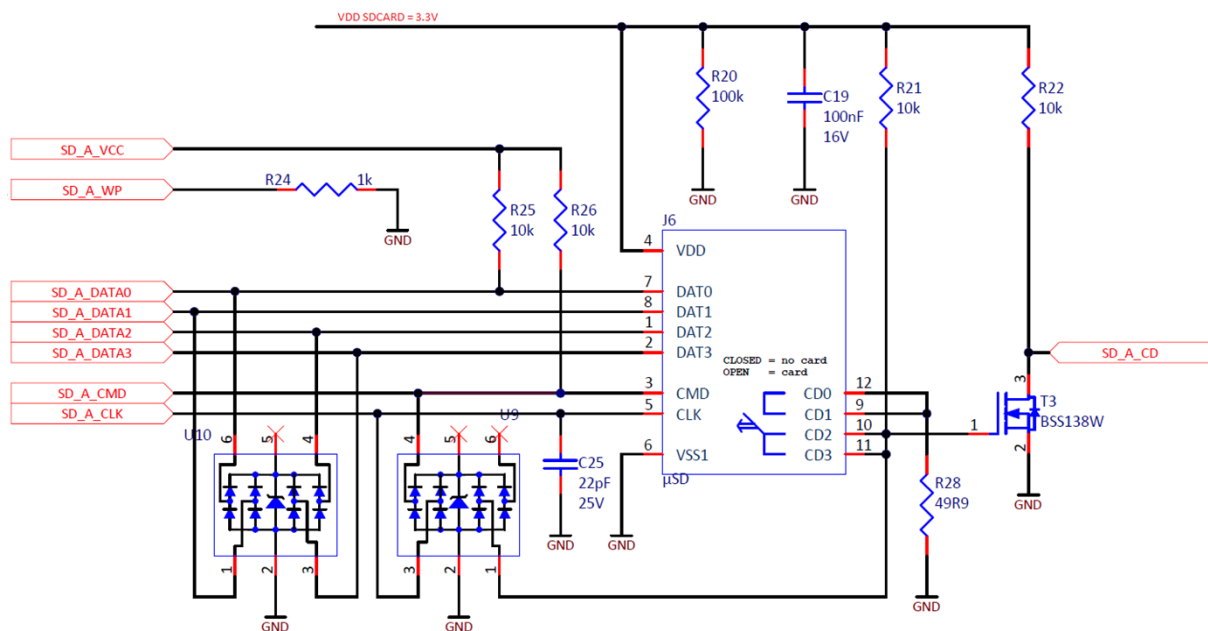 VDD SDCARD = 3.3V
R20
100k
C19
100nF
16V
R21
10k
R22
10k
SD_A_VCC
SD_A_WP
R24
1k
GND
R25
10k
R26
10k
GND
GND
J6
4
VDD
SD_A_DATA0
7
DAT0
SD_A_DATA1
8
DAT1
SD_A_DATA2
1
DAT2
SD_A_DATA3
2
DAT3
CLOSED = no card
OPEN = card
SD_A_CD
SD_A_CMD
3
CMD
CD0
12
SD_A_CLK
5
CLK
CD1
9
CD2
10
6
VSS1
CD3
11
µSD
1
3
T3
BSS138W
2
GND
U10
6
5
4
1
2
3
GND
U9
4
5
6
3
2
1
GND
C25
22pF
25V
GND
GND
R28
49R9
GND